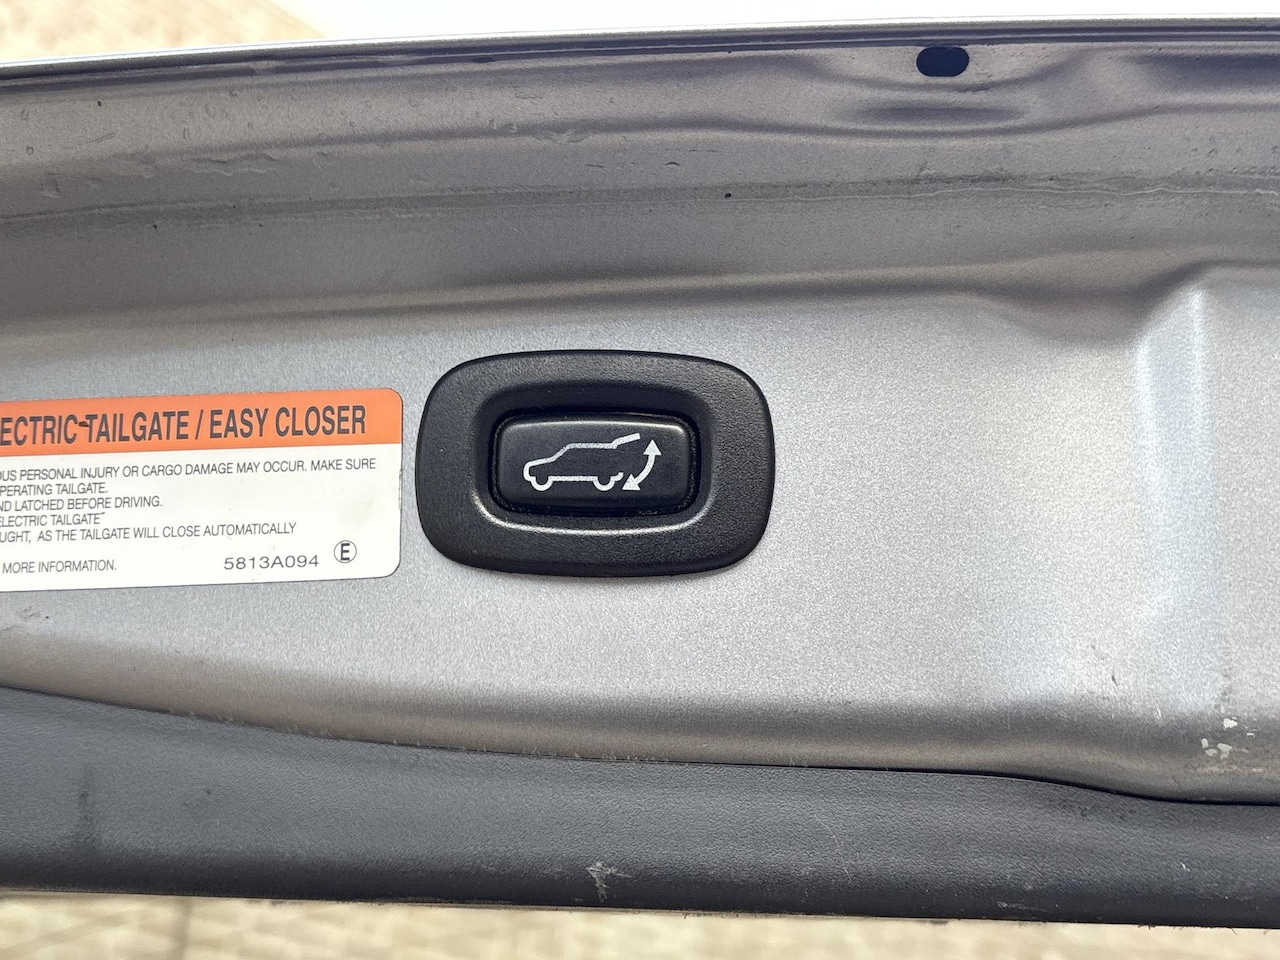 ECTRIC TAILGATE / EASY CLOSER
OUS PERSONAL INJURY OR CARGO DAMAGE MAY OCCUR. MAKE SURE
PERATING TAILGATE.
ND LATCHED BEFORE DRIVING.
ELECTRIC TAILGATE"
UGHT, AS THE TAILGATE WILL CLOSE AUTOMATICALLY
MORE INFORMATION.
5813A094 E